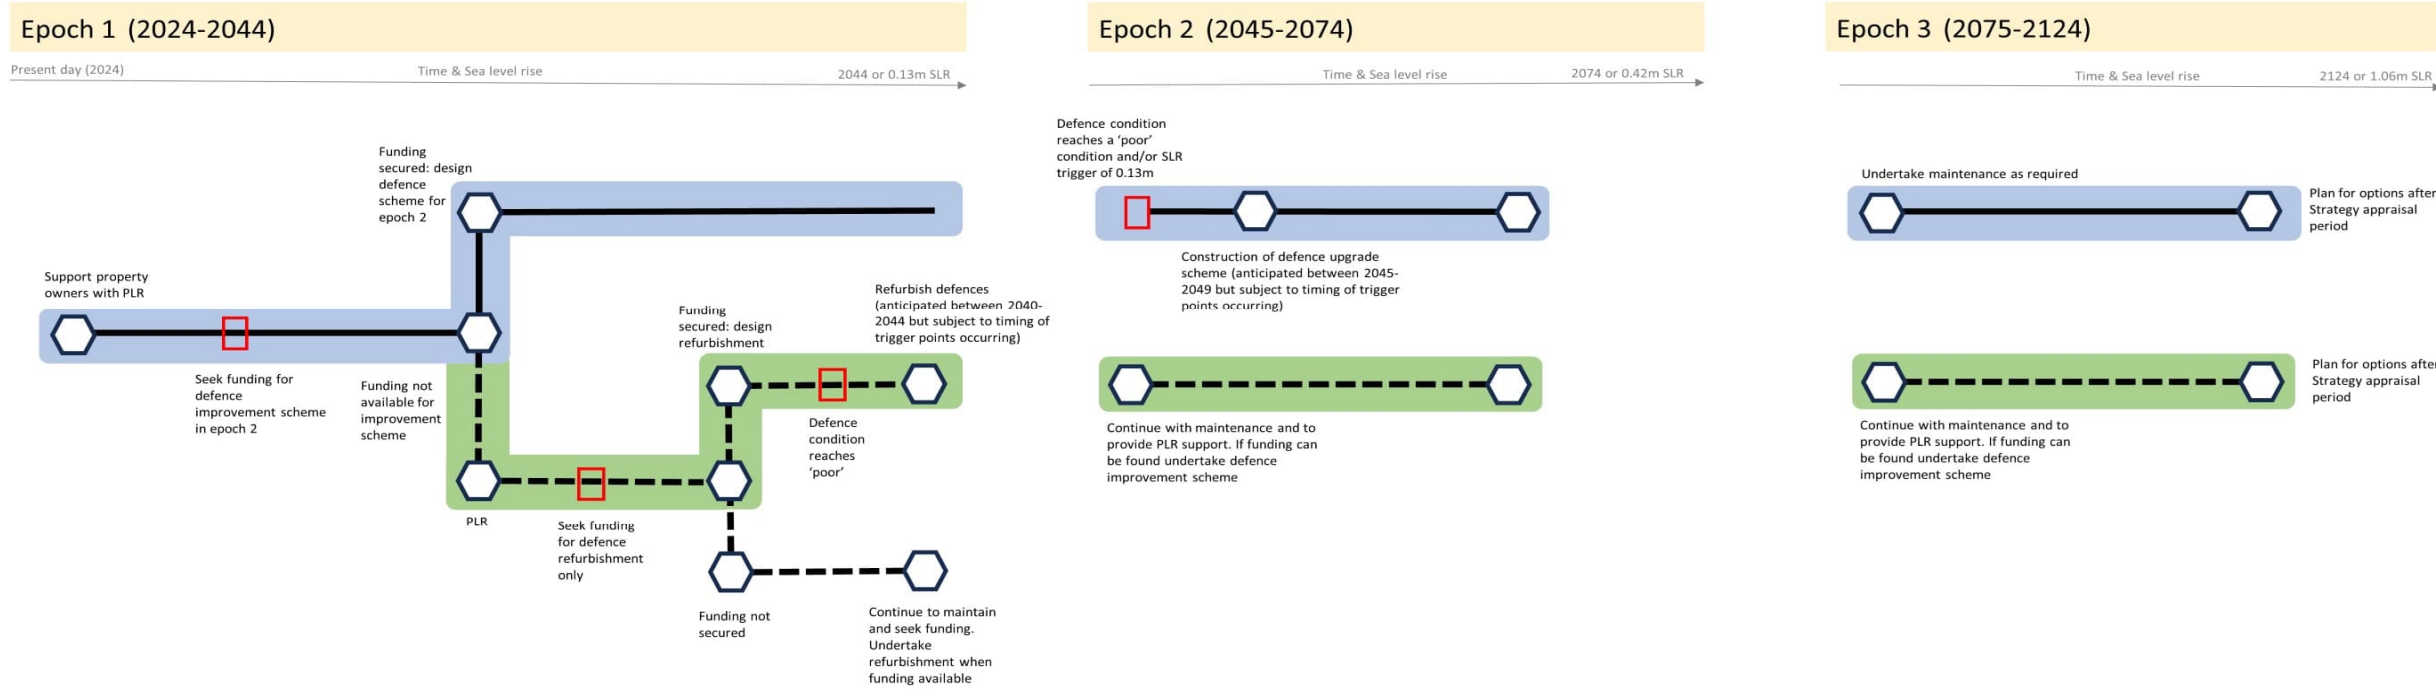 Epoch 1 (2024-2044)
Present day (2024)
Time & Sea level rise
2044 or 0.13m SLR
Funding
secured: design
defence
scheme for
epoch 2
Support property
owners with PLR
Seek funding for
defence
improvement scheme
in epoch 2
Funding not
available for
improvement
scheme
PLR
Seek funding
for defence
refurbishment
only
Funding
secured: design
refurbishment
Refurbish defences
(anticipated between 2040-
2044 but subject to timing of
trigger points occurring)
Defence
condition
reaches
‘poor’
Funding not
secured
Continue to maintain
and seek funding.
Undertake
refurbishment when
funding available
Epoch 2 (2045-2074)
Time & Sea level rise
2074 or 0.42m SLR
Defence condition
reaches a ‘poor’
condition and/or SLR
trigger of 0.13m
Construction of defence upgrade
scheme (anticipated between 2045-
2049 but subject to timing of trigger
points occurring)
Continue with maintenance and to
provide PLR support. If funding can
be found undertake defence
improvement scheme
Epoch 3 (2075-2124)
Time & Sea level rise
2124 or 1.06m SLR
Undertake maintenance as required
Plan for options after
Strategy appraisal
period
Plan for options after
Strategy appraisal
period
Continue with maintenance and to
provide PLR support. If funding can
be found undertake defence
improvement scheme